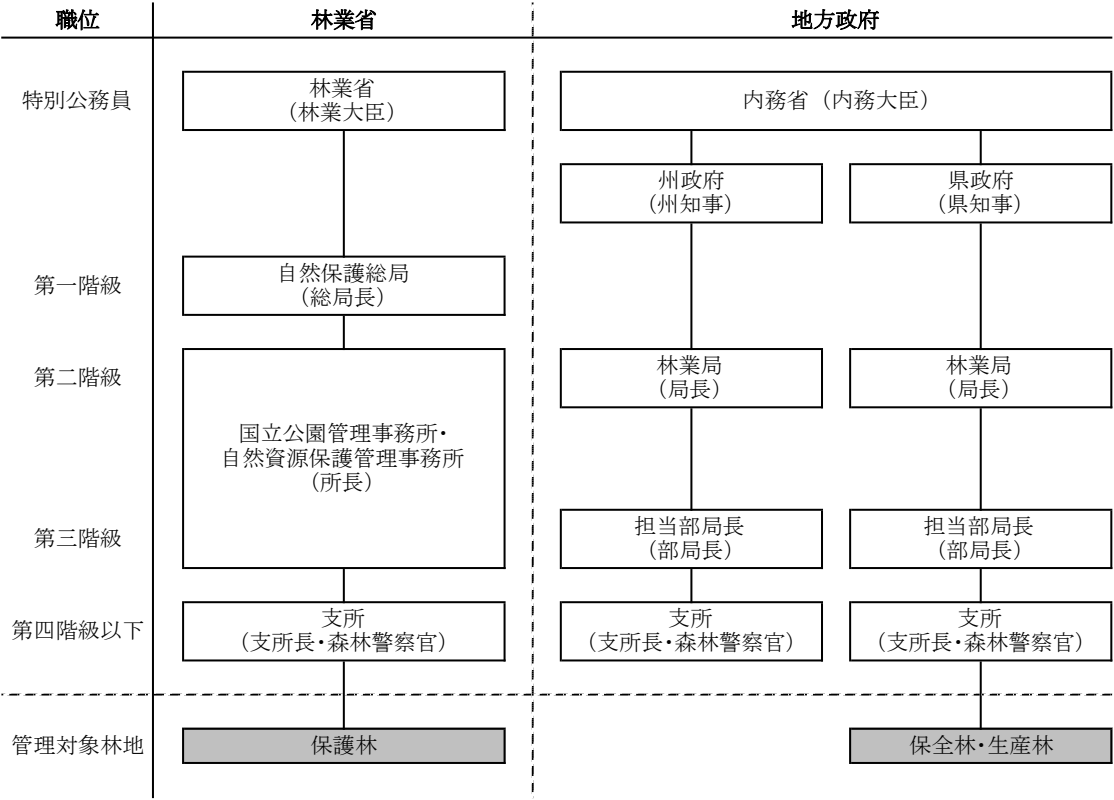 職位
林業省
地方政府
特別公務員
林業省
（林業大臣）
内務省（内務大臣）
州政府
（州知事）
県政府
（県知事）
第一階級
自然保護総局
（総局長）
第二階級
林業局
（局長）
林業局
（局長）
国立公園管理事務所・
自然資源保護管理事務所
（所長）
第三階級
担当部局長
（部局長）
担当部局長
（部局長）
第四階級以下
支所
（支所長・森林警察官）
支所
（支所長・森林警察官）
支所
（支所長・森林警察官）
管理対象林地
保護林
保全林・生産林